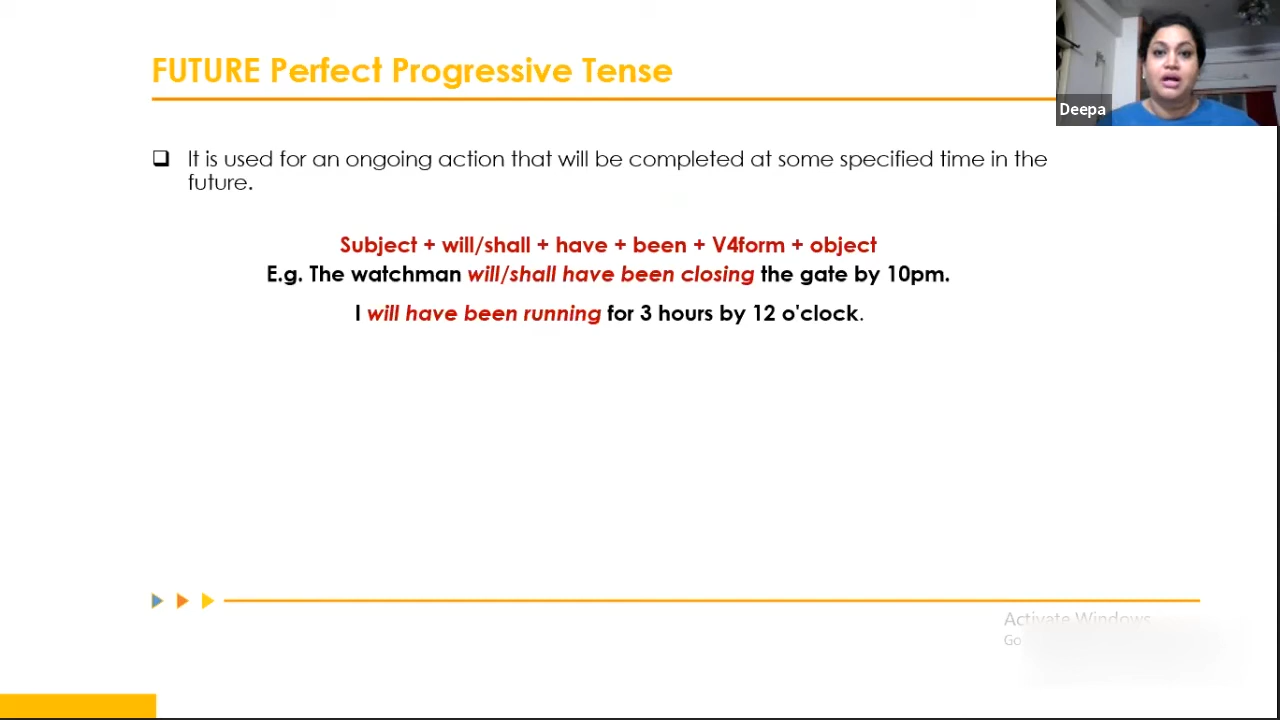 FUTURE Perfect Progressive Tense
Deepa
It is used for an ongoing action that will be completed at some specified time in the
future.
Subject + will/shall + have + been + V4form + object
E.g. The watchman will/shall have been closing the gate by 10pm.
I will have been running for 3 hours by 12 o'clock.
Activate Windows
Go